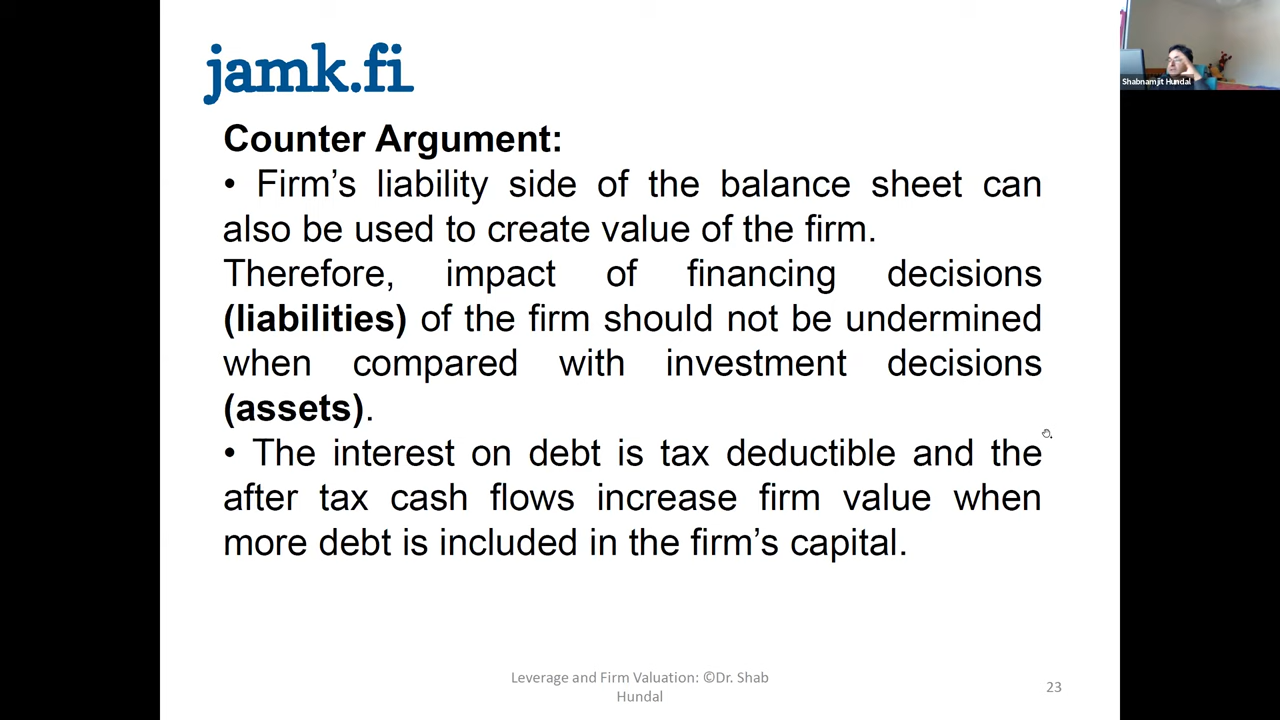 jamk.fi
Shabnamjit Hundal
Counter Argument:
• Firm’s liability side of the balance sheet can
also be used to create value of the firm.
Therefore, impact of financing decisions
(liabilities) of the firm should not be undermined
when compared with investment decisions
(assets).
• The interest on debt is tax deductible and the
after tax cash flows increase firm value when
more debt is included in the firm’s capital.
Leverage and Firm Valuation: ©Dr. Shab
Hundal
23